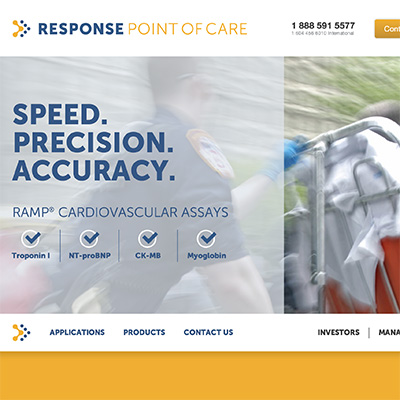 RESPONSE POINT OF CARE
1 888 591 5577
1 604 456 6010 International
Cont
SPEED.
PRECISION.
ACCURACY.
RAMP® CARDIOVASCULAR ASSAYS
Troponin I NT-proBNP CK-MB Myoglobin
APPLICATIONS PRODUCTS CONTACT US INVESTORS MANA